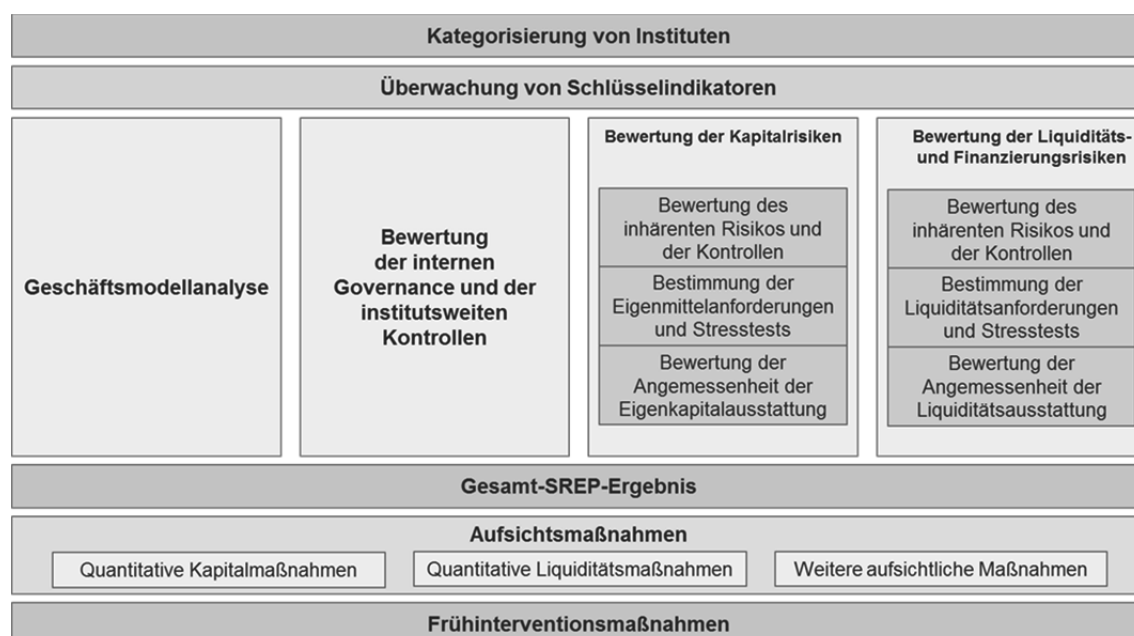 Kategorisierung von Instituten
Überwachung von Schlüsselindikatoren
Geschäftsmodellanalyse
Bewertung
der internen
Governance und der
institutsweiten
Kontrollen
Bewertung der Kapitalrisiken
Bewertung des
inhärenten Risikos und
der Kontrollen
Bestimmung der
Eigenmittelanforderungen
und Stresstests
Bewertung der
Angemessenheit der
Eigenkapitalausstattung
Bewertung der Liquiditäts-
und Finanzierungsrisiken
Bewertung des
inhärenten Risikos und
der Kontrollen
Bestimmung der
Liquiditätsanforderungen
und Stresstests
Bewertung der
Angemessenheit der
Liquiditätsausstattung
Gesamt-SREP-Ergebnis
Aufsichtsmaßnahmen
Quantitative Kapitalmaßnahmen
Quantitative Liquiditätsmaßnahmen
Weitere aufsichtliche Maßnahmen
Frühinterventionsmaßnahmen